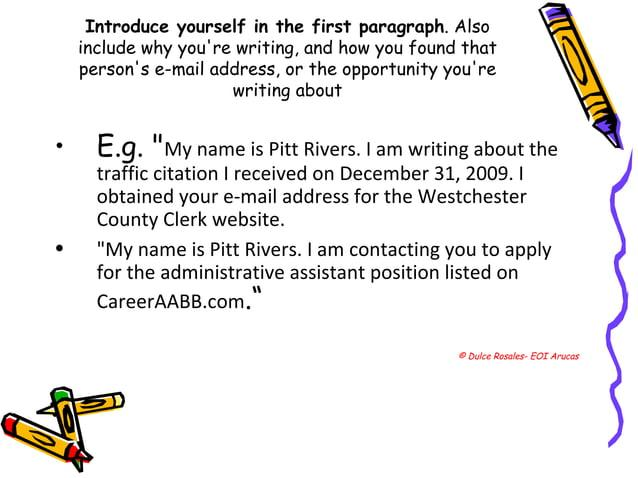 Introduce yourself in the first paragraph. Also
include why you're writing, and how you found that
person's e-mail address, or the opportunity you're
writing about
• E.g. "My name is Pitt Rivers. I am writing about the
traffic citation I received on December 31, 2009. I
obtained your e-mail address for the Westchester
County Clerk website.
• "My name is Pitt Rivers. I am contacting you to apply
for the administrative assistant position listed on
CareerAABB.com.“
© Dulce Rosales- EOI Arucas